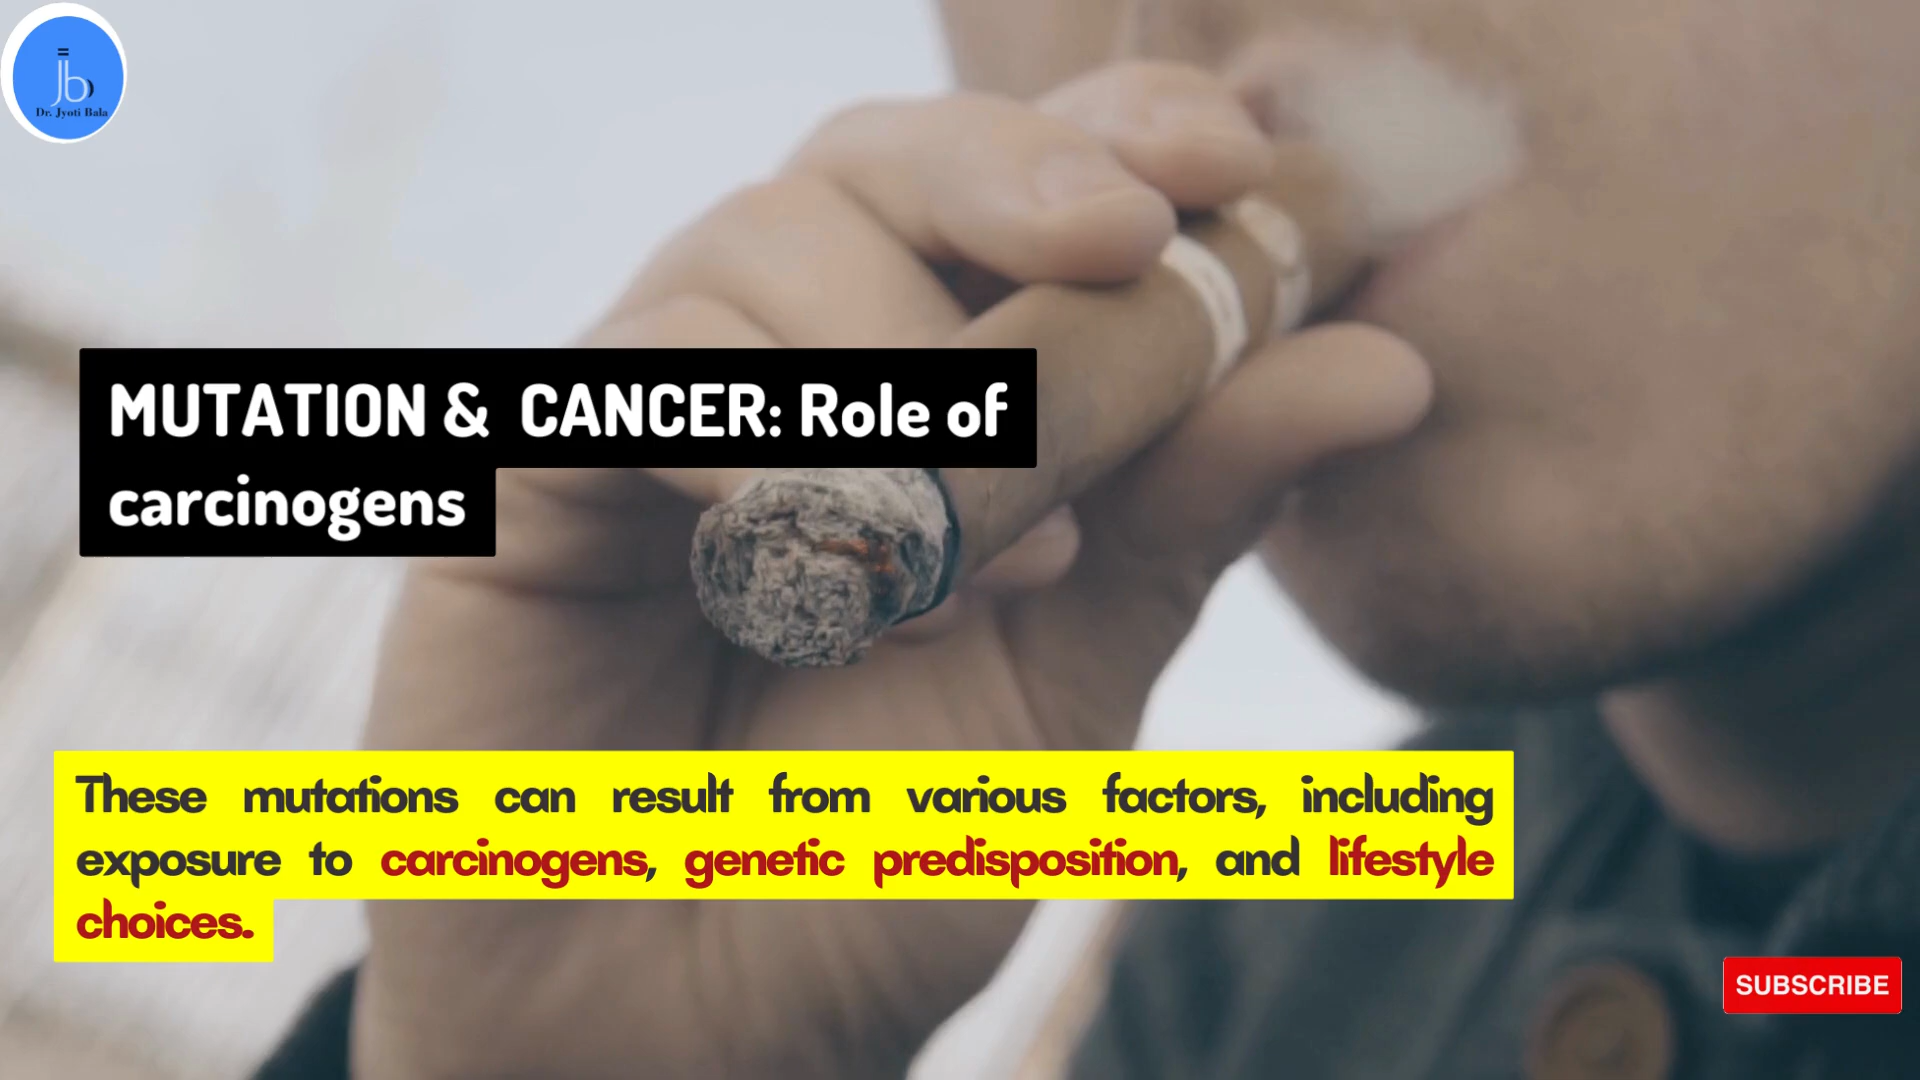 jb
Dr. Jyoti Bala
MUTATION & CANCER: Role of
carcinogens
These mutations can result from various factors, including
exposure to carcinogens, genetic predisposition, and lifestyle
choices.
SUBSCRIBE